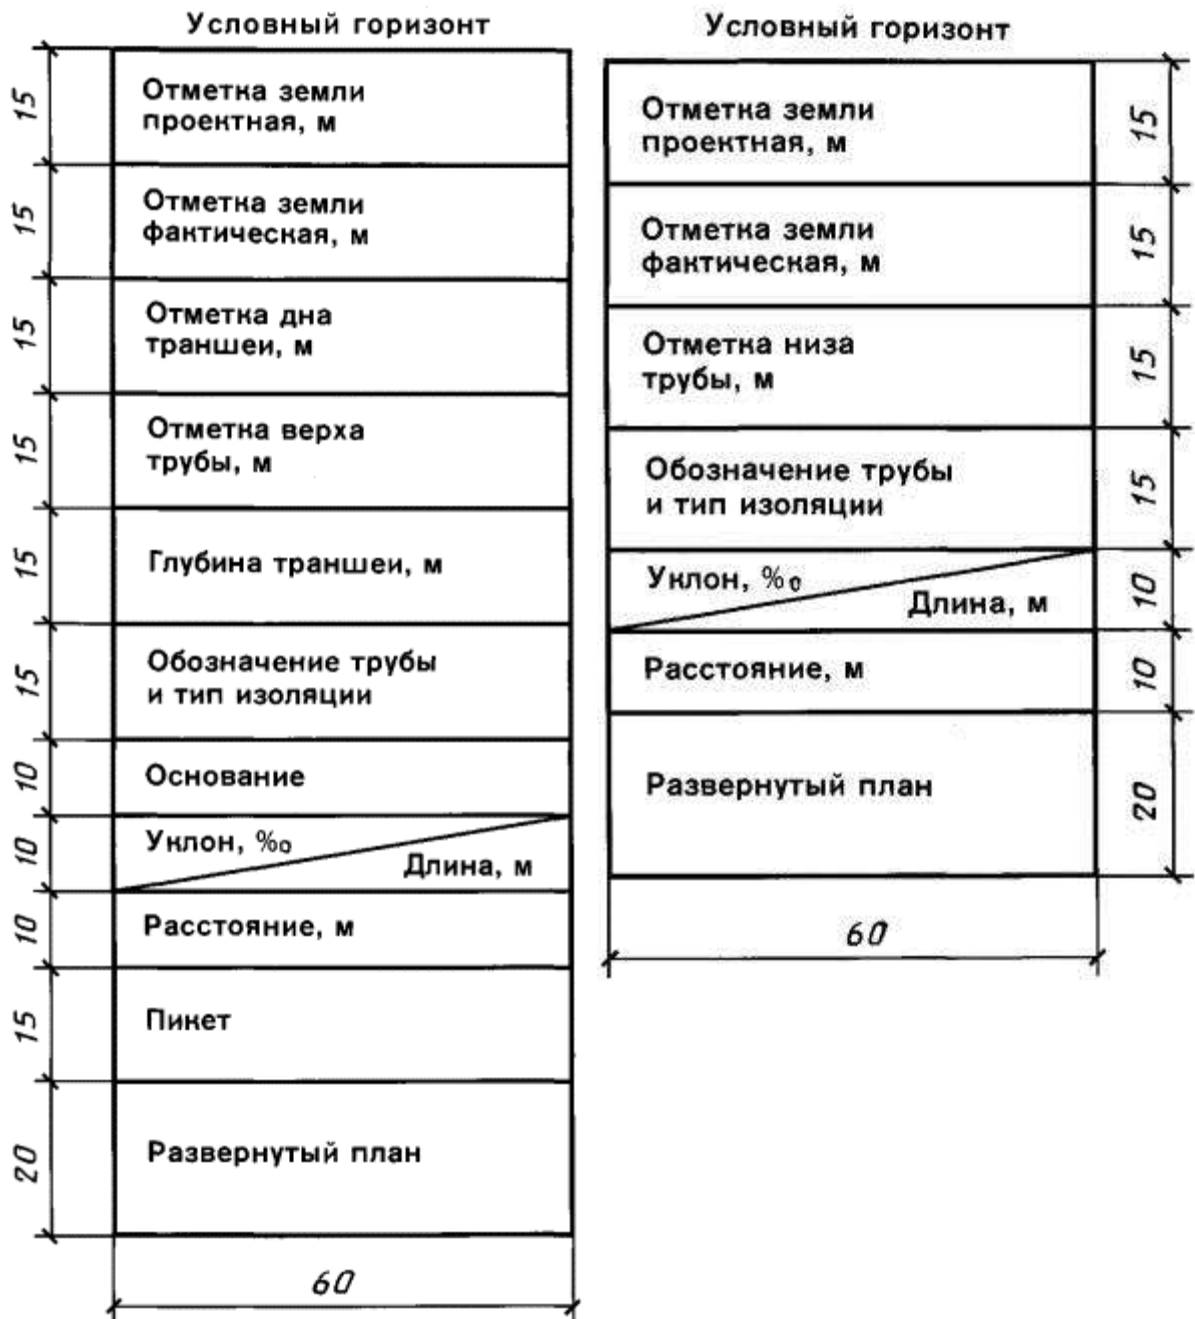 Условный горизонт
15
Отметка земли
проектная, м
15
Отметка земли
фактическая, м
15
Отметка дна
траншеи, м
15
Отметка верха
трубы, м
15
Глубина траншеи, м
15
Обозначение трубы
и тип изоляции
10
Основание
10
Уклон, ‰
Длина, м
10
Расстояние, м
15
Пикет
20
Развернутый план
60
Условный горизонт
Отметка земли
проектная, м
15
Отметка земли
фактическая, м
15
Отметка низа
трубы, м
15
Обозначение трубы
и тип изоляции
15
Уклон, ‰
Длина, м
10
Расстояние, м
10
Развернутый план
20
60